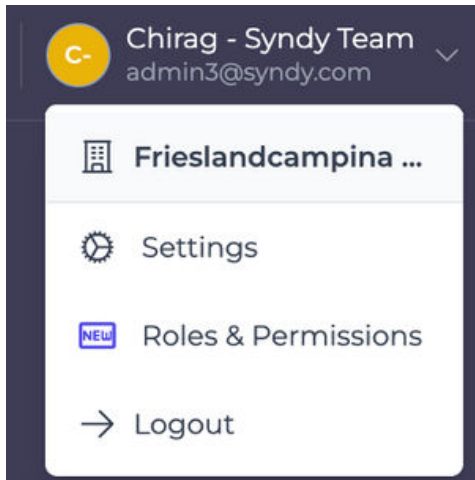 C-
Chirag - Syndy Team
admin3@syndy.com
Frieslandcampina ...
Settings
NEW Roles & Permissions
Logout